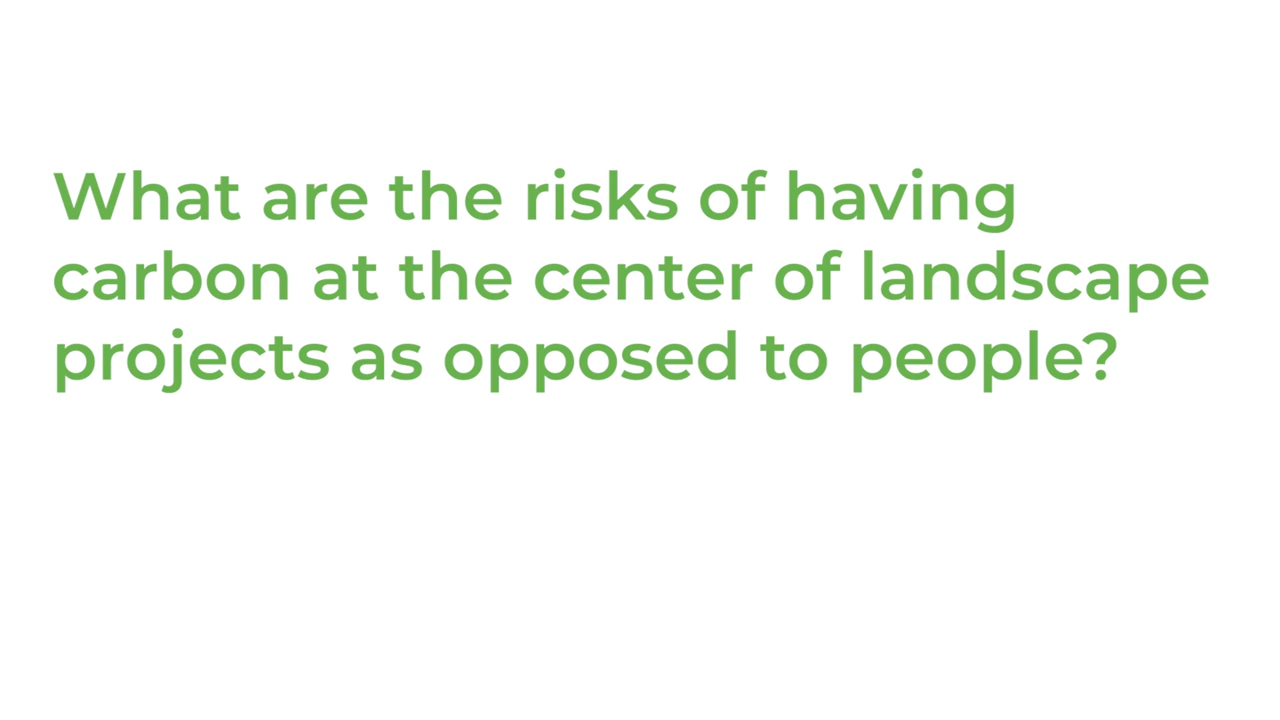 What are the risks of having
carbon at the center of landscape
projects as opposed to people?